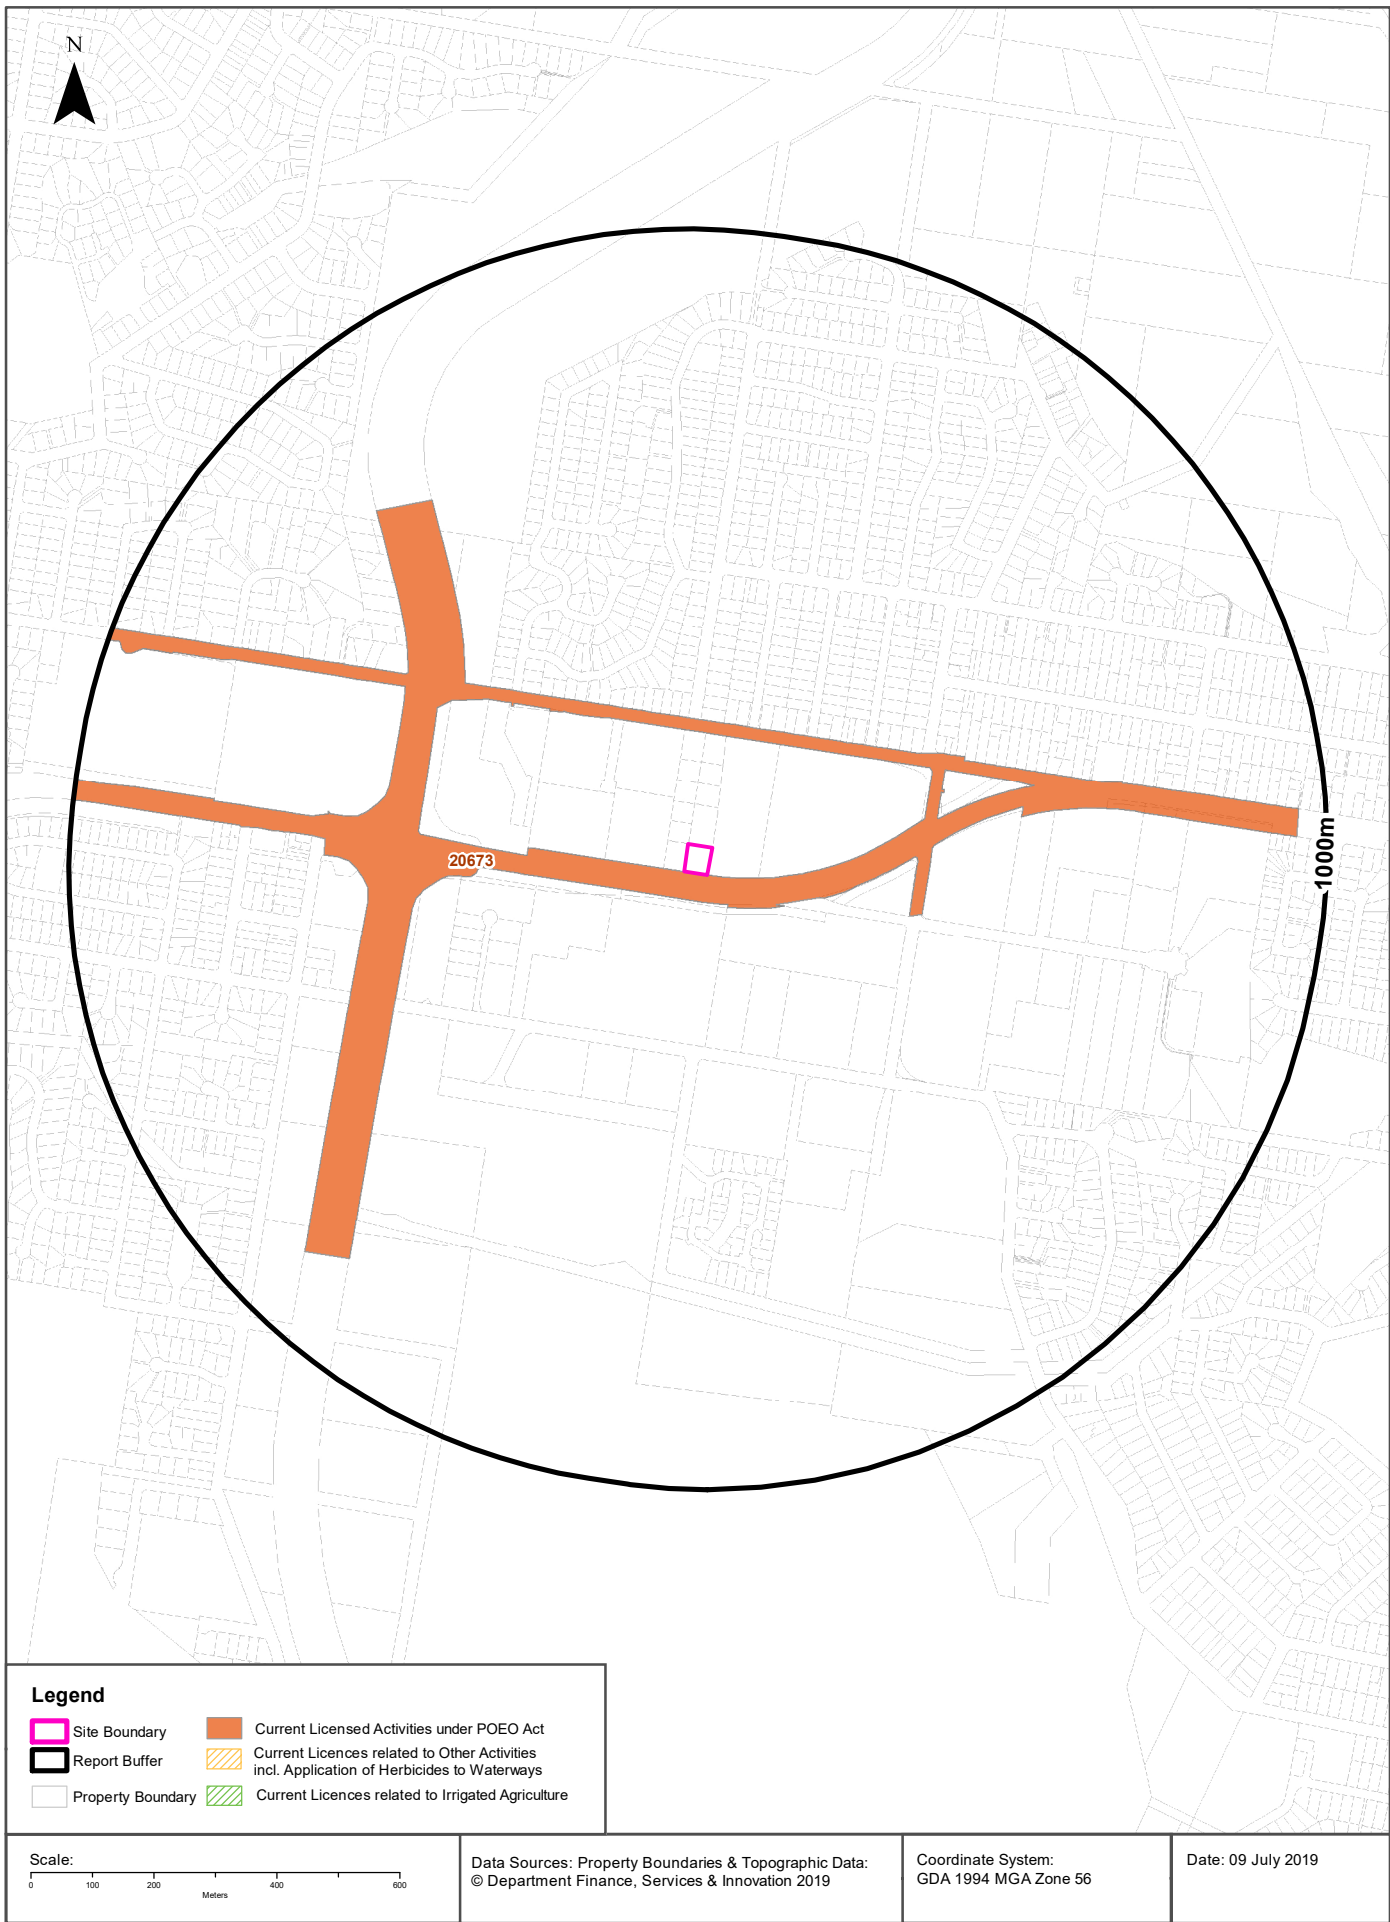 N
20673
1000m
Legend
Site Boundary
Report Buffer
Property Boundary
Current Licensed Activities under POEO Act
Current Licences related to Other Activities
incl. Application of Herbicides to Waterways
Current Licences related to Irrigated Agriculture
Scale:
0 100 200 400 600
Meters
Data Sources: Property Boundaries & Topographic Data:
© Department Finance, Services & Innovation 2019
Coordinate System:
GDA 1994 MGA Zone 56
Date: 09 July 2019